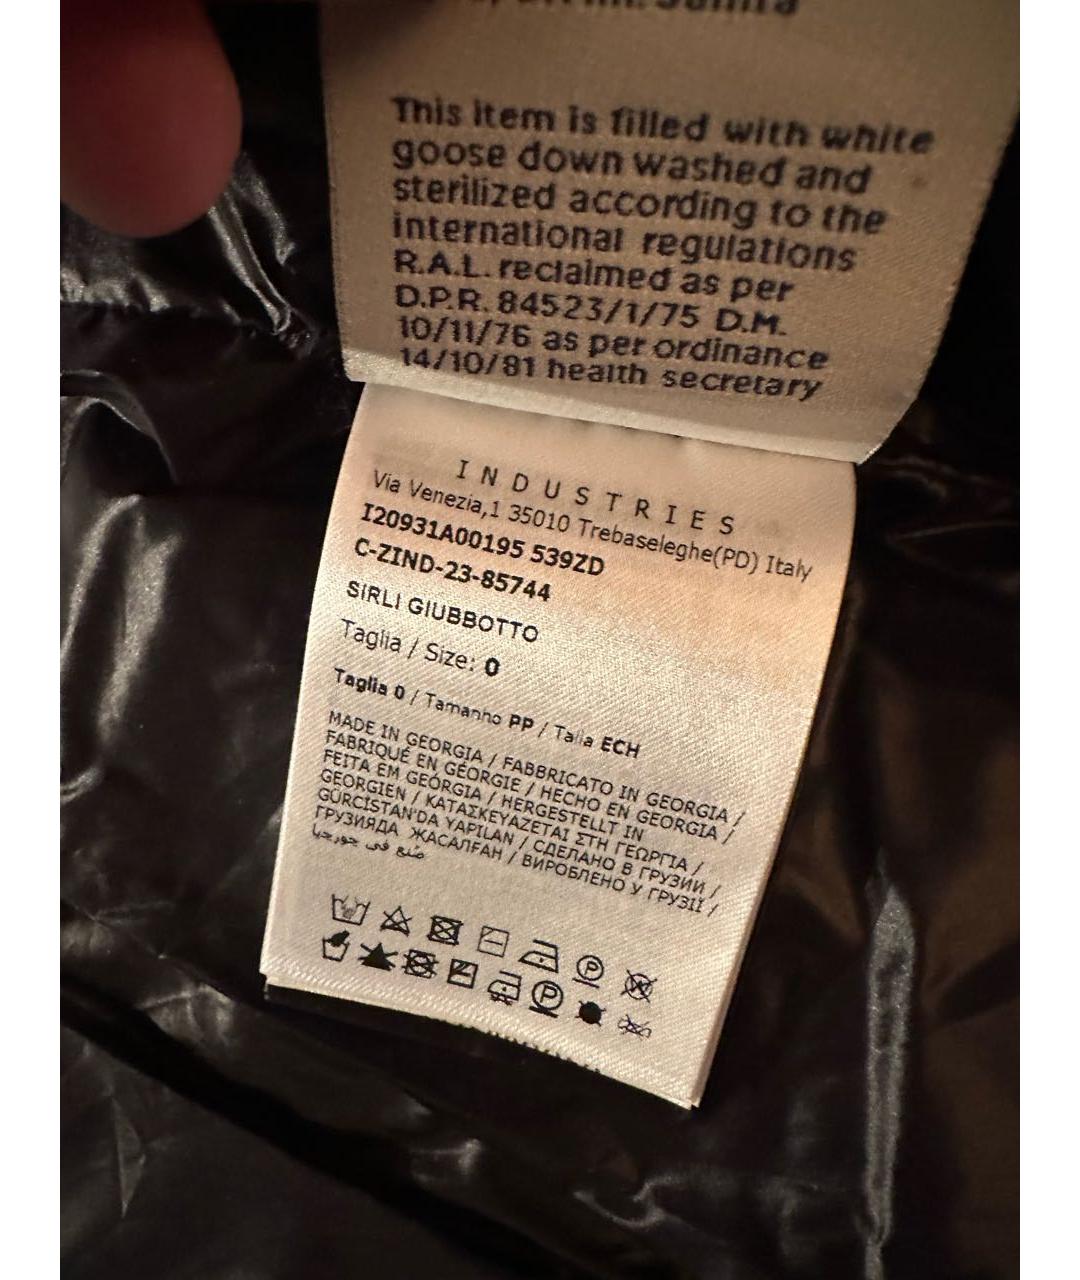 This item is filled with white
goose down washed and
sterilized according to the
international regulations
R.A.L. reclaimed as per
D.P.R. 84523/1/75 D.M.
10/11/76 as per ordinance
14/10/81 health secretary
INDUSTRIES
Via Venezia,1 35010 Trebaseleghe(PD) Italy
I20931A00195 539ZD
C-ZIND-23-85744
SIRLI GIUBBOTTO
Taglia / Size: 0
Taglia 0 / Tamanho PP / Talla ECH
MADE IN GEORGIA / FABBRICATO IN GEORGIA /
FABRIQUÉ EN GÉORGIE / HECHO EN GEORGIA /
FEITA EM GEÓRGIA / HERGESTELLT IN
GEORGIEN / ΚΑΤΑΣΚΕΥΑΖΕΤΑΙ ΣΤΗ ΓΕΩΡΓΙΑ /
GÜRCİSTAN'DA YAPILAN / СДЕЛАНО В ГРУЗИИ /
ГРУЗИЯДА ЖАСАЛҒАН / ВИРОБЛЕНО У ГРУЗІЇ /
صُنع في جورجيا
P
P